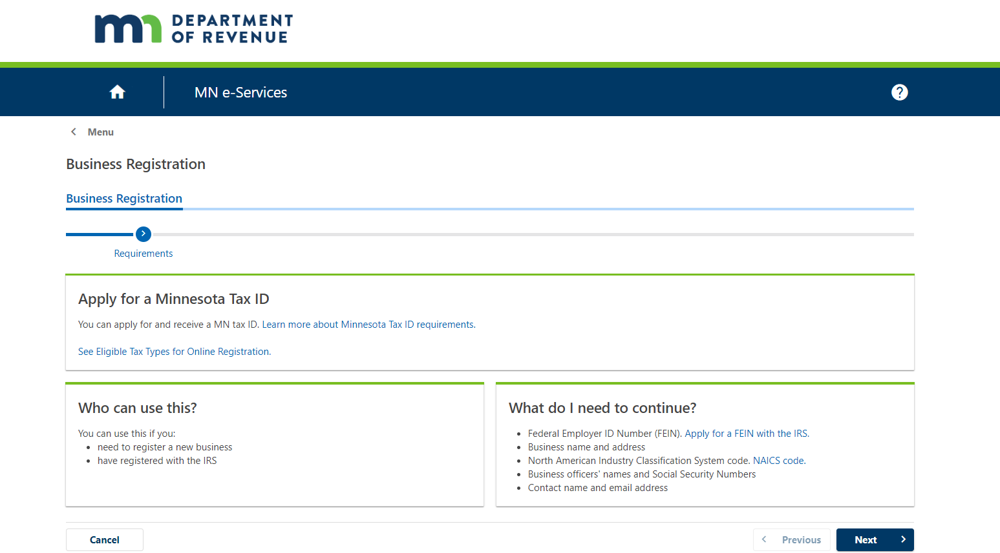 mn DEPARTMENT
OF REVENUE
MN e-Services
?
Menu
Business Registration
Business Registration
Requirements
Apply for a Minnesota Tax ID
You can apply for and receive a MN tax ID. Learn more about Minnesota Tax ID requirements.
See Eligible Tax Types for Online Registration.
Who can use this?
You can use this if you:
• need to register a new business
• have registered with the IRS
What do I need to continue?
• Federal Employer ID Number (FEIN). Apply for a FEIN with the IRS.
• Business name and address
• North American Industry Classification System code. NAICS code.
• Business officers' names and Social Security Numbers
• Contact name and email address
Cancel
Previous
Next